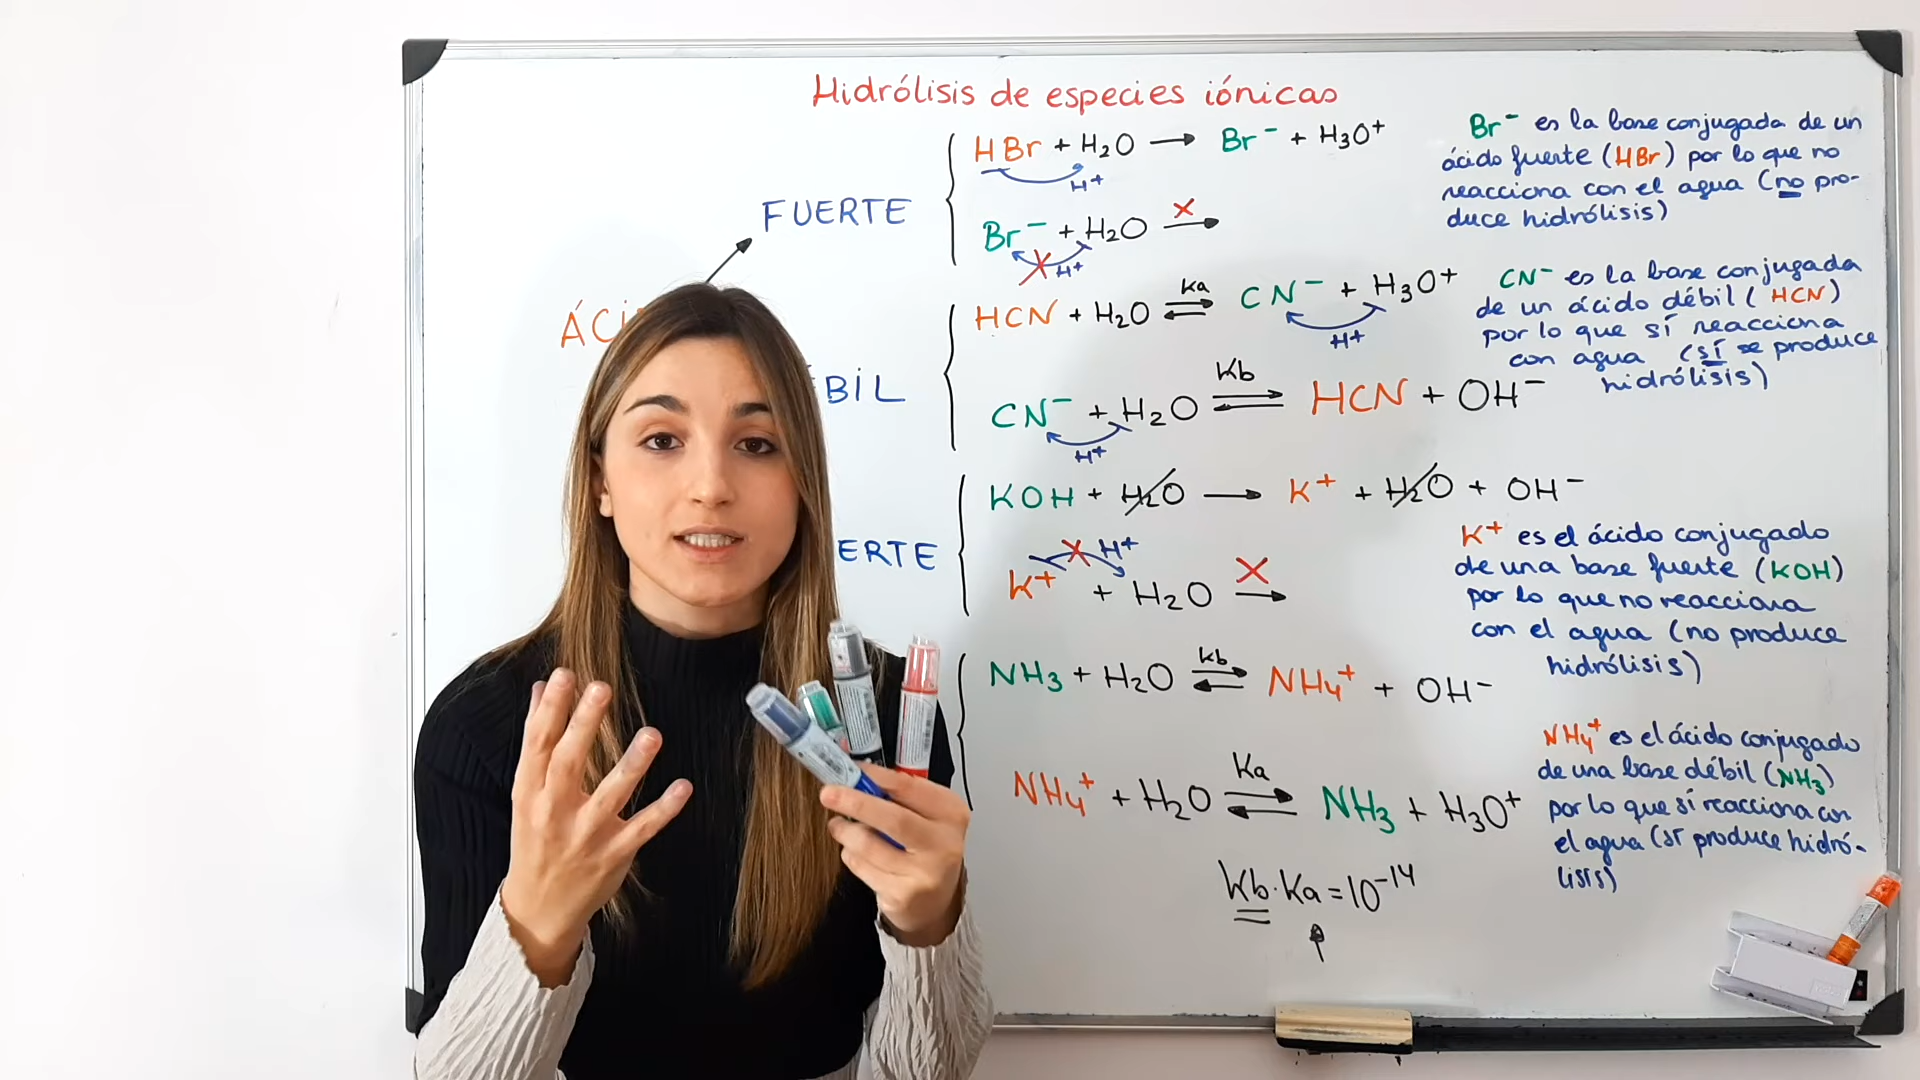 Hidrólisis de especies iónicas
HBr + H2O → Br⁻ + H3O⁺
H⁺
FUERTE
Br⁻ + H2O →
X
H⁺
Br⁻ es la base conjugada de un
ácido fuerte (HBr) por lo que no
reacciona con el agua (no pro-
duce hidrólisis)
HCN + H2O ⇌ CN⁻ + H3O⁺
Ka
H⁺
BIL
CN⁻ + H2O ⇌ HCN + OH⁻
Kb
H⁺
CN⁻ es la base conjugada
de un ácido débil (HCN)
por lo que sí reacciona
con agua (sí se produce
hidrólisis)
KOH + H2O → K⁺ + H2O + OH⁻
ERTE
X H⁺
K⁺ + H2O →
X
K⁺ es el ácido conjugado
de una base fuerte (KOH)
por lo que no reacciona
con el agua (no produce
hidrólisis)
NH3 + H2O ⇌ NH4⁺ + OH⁻
Kb
NH4⁺ + H2O ⇌ NH3 + H3O⁺
Ka
Kb·Ka = 10⁻¹⁴
NH4⁺ es el ácido conjugado
de una base débil (NH3)
por lo que sí reacciona con
el agua (sí produce hidró-
lisis)